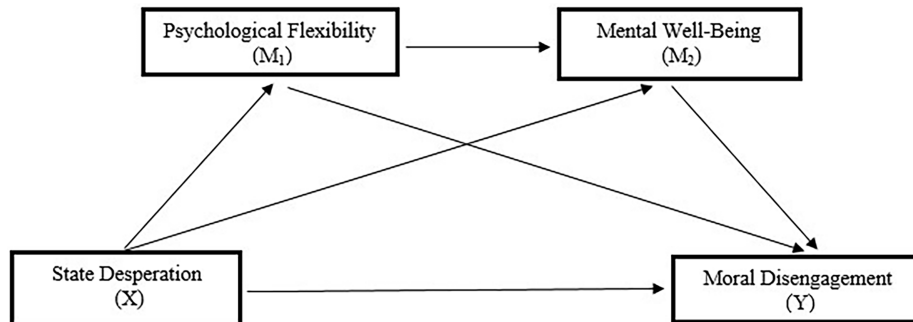 Psychological Flexibility
(M₁)
Mental Well-Being
(M₂)
State Desperation
(X)
Moral Disengagement
(Y)